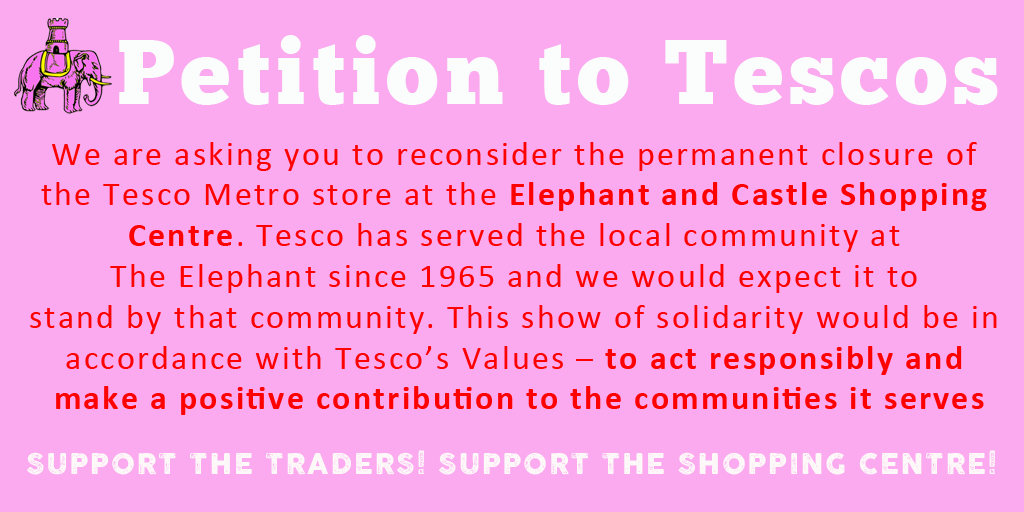 Petition to Tescos
We are asking you to reconsider the permanent closure of
the Tesco Metro store at the Elephant and Castle Shopping
Centre. Tesco has served the local community at
The Elephant since 1965 and we would expect it to
stand by that community. This show of solidarity would be in
accordance with Tesco’s Values – to act responsibly and
make a positive contribution to the communities it serves
SUPPORT THE TRADERS! SUPPORT THE SHOPPING CENTRE!